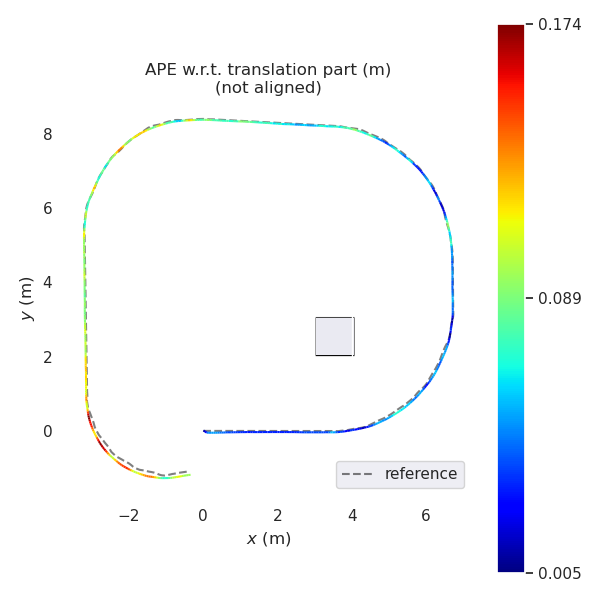 APE w.r.t. translation part (m)
(not aligned)
0.174
0.089
0.005
8
6
4
2
0
y (m)
−2
0
2
4
6
x (m)
reference